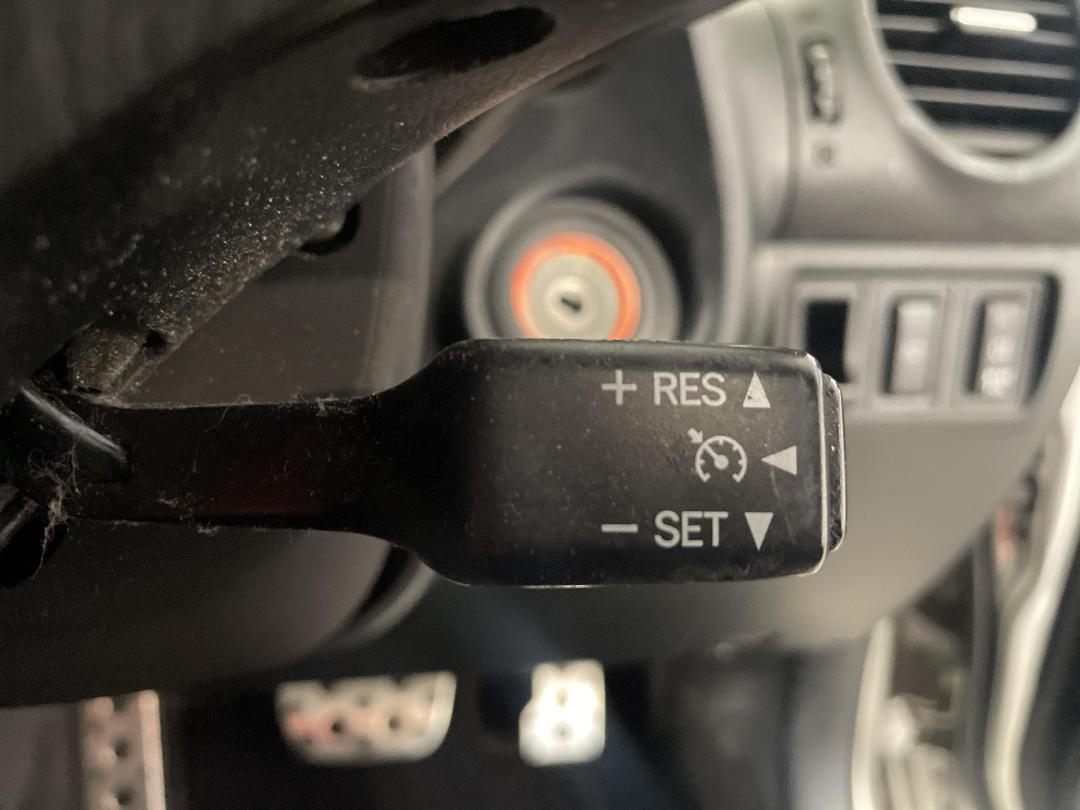 + RES ▲
◀
− SET ▼